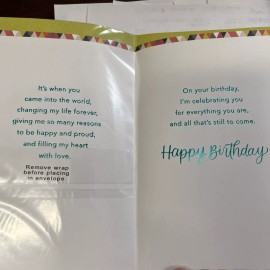 It's when you
came into the world,
changing my life forever,
giving me so many reasons
to be happy and proud,
and filling my heart
with love.
Remove wrap
before placing
in envelope.
On your birthday,
I'm celebrating you
for everything you are,
and all that's still to come.
Happy Birthday